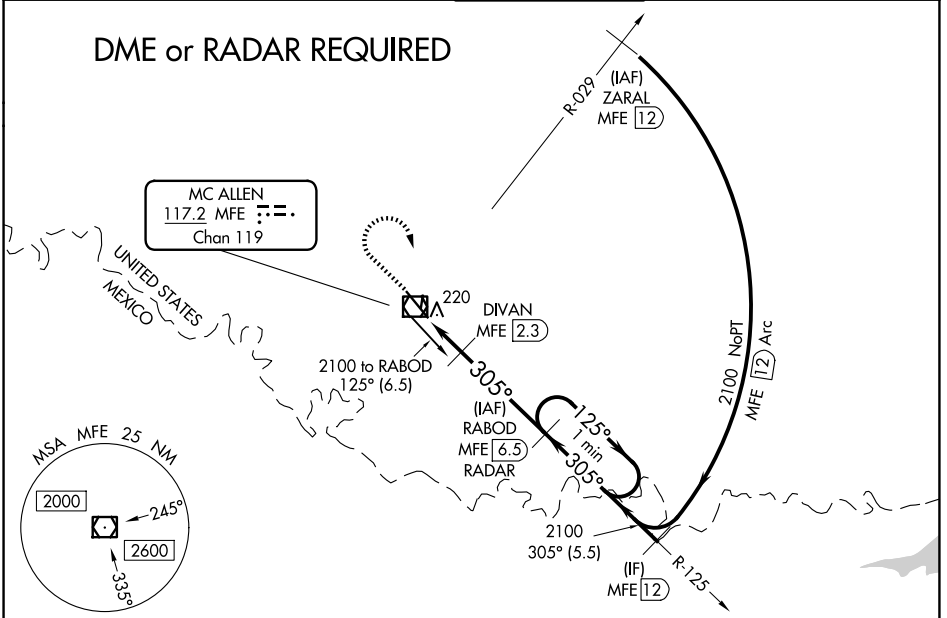 DME or RADAR REQUIRED
R-029
(IAF)
ZARAL
MFE 12
MC ALLEN
117.2 MFE
Chan 119
UNITED STATES
MEXICO
220
DIVAN
MFE 2.3
2100 to RABOD
125° (6.5)
305°
(IAF)
RABOD
MFE 6.5
RADAR
125°
1 min
305°
2100 NoPT
MFE 12 Arc
2100
305° (5.5)
(IF)
MFE 12
R-125
MSA MFE 25 NM
2000
245°
2600
335°